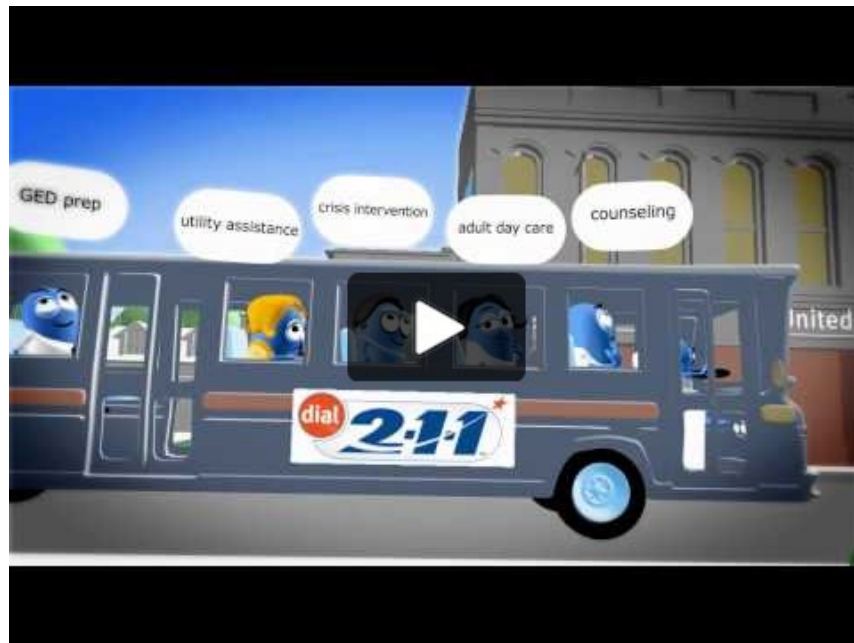 GED prep
utility assistance
crisis intervention
adult day care
counseling
United
dial
2-1-1